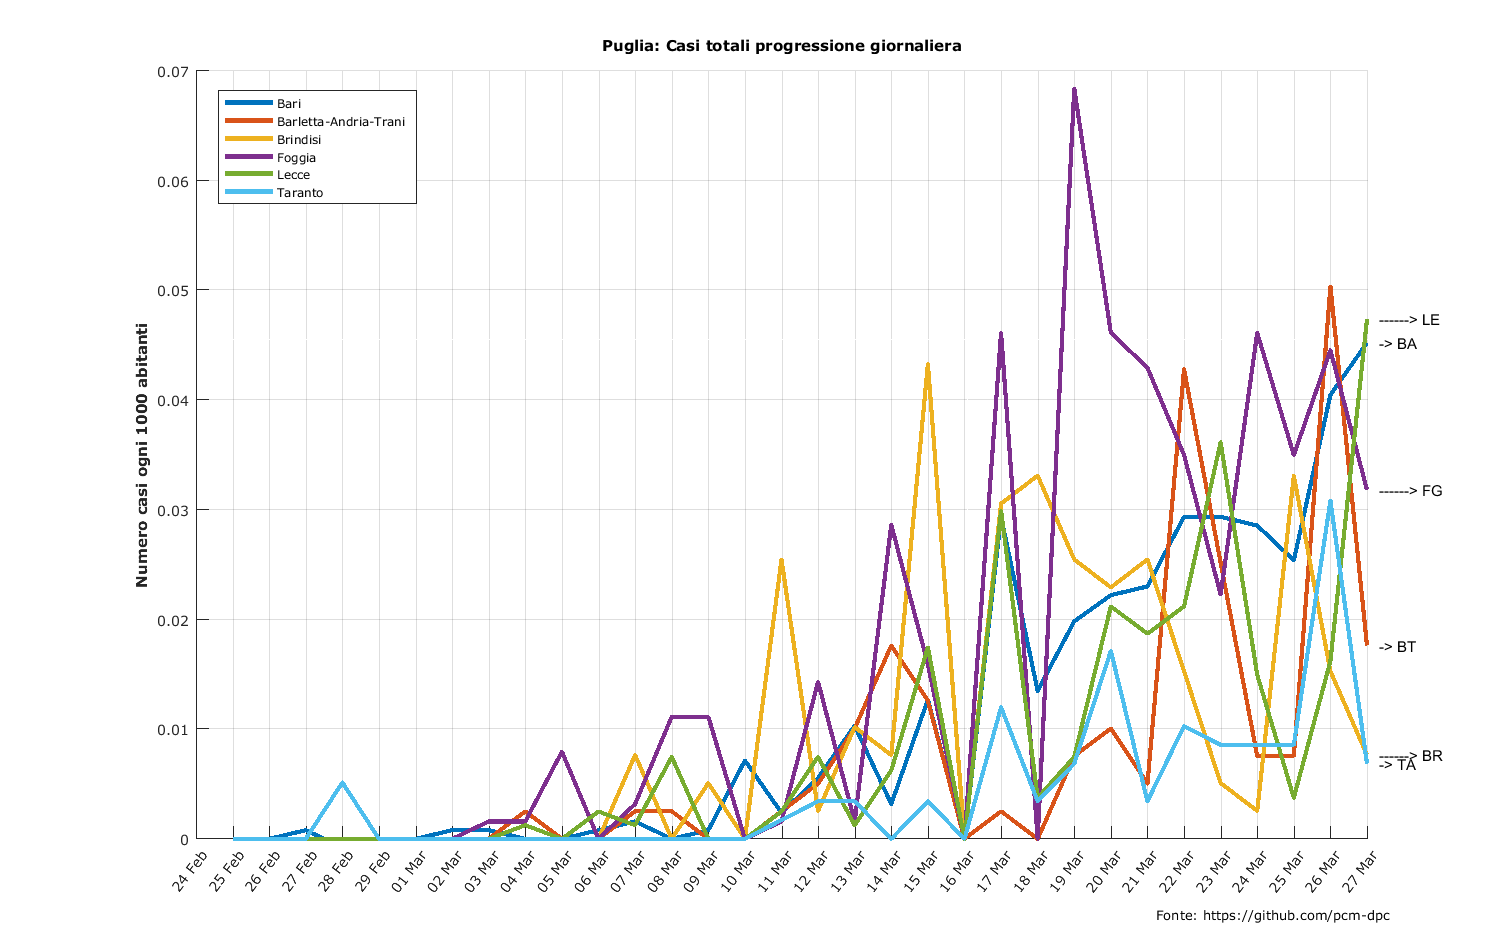 Puglia: Casi totali progressione giornaliera
Numero casi ogni 1000 abitanti
0.07
0.06
0.05
0.04
0.03
0.02
0.01
0
Bari
Barletta-Andria-Trani
Brindisi
Foggia
Lecce
Taranto
------> LE
-> BA
------> FG
-> BT
------> BR
-> TA
24 Feb
25 Feb
26 Feb
27 Feb
28 Feb
29 Feb
01 Mar
02 Mar
03 Mar
04 Mar
05 Mar
06 Mar
07 Mar
08 Mar
09 Mar
10 Mar
11 Mar
12 Mar
13 Mar
14 Mar
15 Mar
16 Mar
17 Mar
18 Mar
19 Mar
20 Mar
21 Mar
22 Mar
23 Mar
24 Mar
25 Mar
26 Mar
27 Mar
Fonte: https://github.com/pcm-dpc